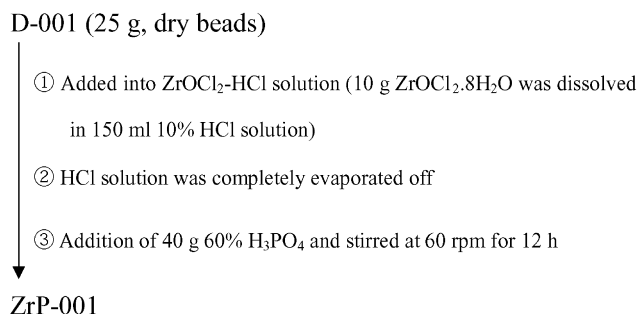 D-001 (25 g, dry beads)
① Added into ZrOCl₂-HCl solution (10 g ZrOCl₂.8H₂O was dissolved
in 150 ml 10% HCl solution)
② HCl solution was completely evaporated off
③ Addition of 40 g 60% H₃PO₄ and stirred at 60 rpm for 12 h
ZrP-001